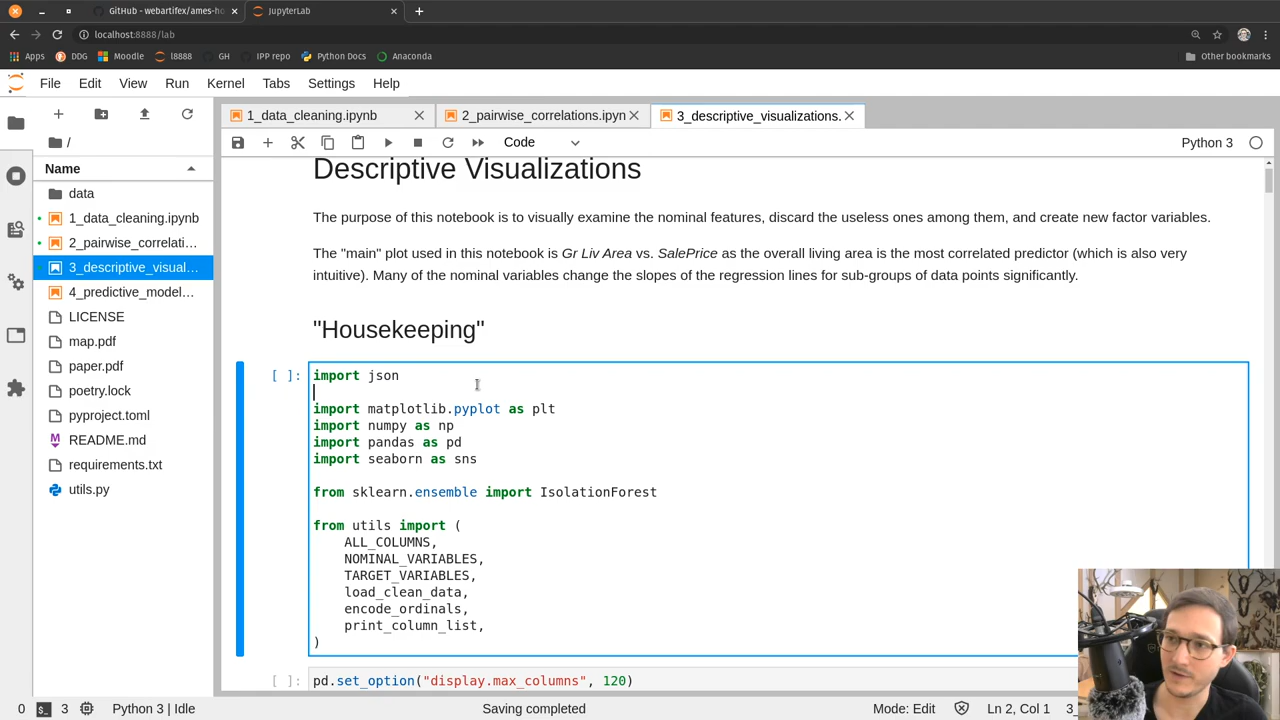 GitHub - webartifex/ames-ho
JupyterLab
localhost:8888/lab
Apps
DDG
Moodle
l8888
GH
IPP repo
Python Docs
Anaconda
Other bookmarks
File
Edit
View
Run
Kernel
Tabs
Settings
Help
1_data_cleaning.ipynb
2_pairwise_correlations.ipyn
3_descriptive_visualizations.
/
Code
Python 3
Name
data
1_data_cleaning.ipynb
2_pairwise_correlati…
3_descriptive_visual…
4_predictive_model…
LICENSE
map.pdf
paper.pdf
poetry.lock
pyproject.toml
README.md
requirements.txt
utils.py
Descriptive Visualizations
The purpose of this notebook is to visually examine the nominal features, discard the useless ones among them, and create new factor variables.
The "main" plot used in this notebook is Gr Liv Area vs. SalePrice as the overall living area is the most correlated predictor (which is also very
intuitive). Many of the nominal variables change the slopes of the regression lines for sub-groups of data points significantly.
"Housekeeping"
[ ]:
import json
import matplotlib.pyplot as plt
import numpy as np
import pandas as pd
import seaborn as sns
from sklearn.ensemble import IsolationForest
from utils import (
ALL_COLUMNS,
NOMINAL_VARIABLES,
TARGET_VARIABLES,
load_clean_data,
encode_ordinals,
print_column_list,
)
[ ]:
pd.set_option("display.max_columns", 120)
0
3
Python 3 | Idle
Saving completed
Mode: Edit
Ln 2, Col 1
3_